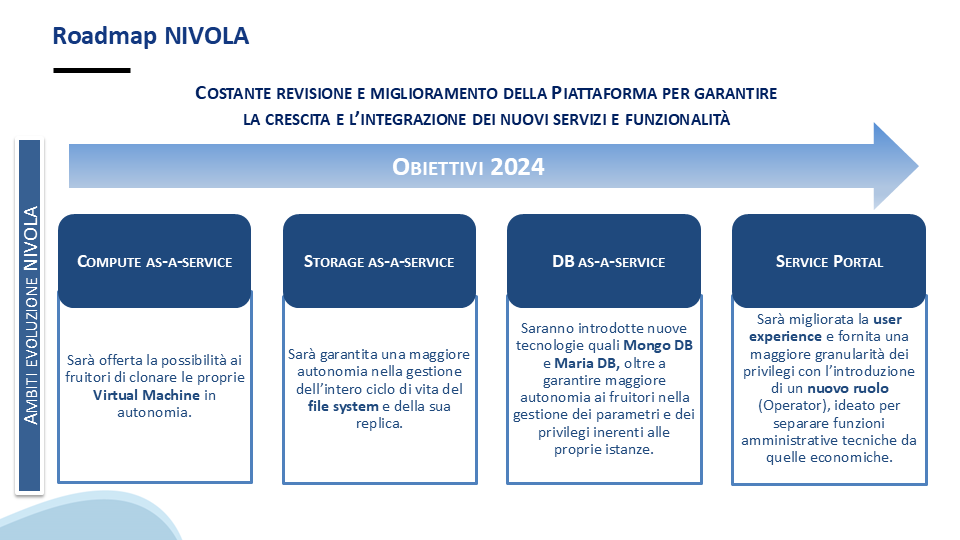 Roadmap NIVOLA
Costante revisione e miglioramento della Piattaforma per garantire
la crescita e l'integrazione dei nuovi servizi e funzionalità
Obiettivi 2024
Ambiti evoluzione NIVOLA
Compute as-a-service
Sarà offerta la possibilità ai
fruitori di clonare le proprie
Virtual Machine in
autonomia.
Storage as-a-service
Sarà garantita una maggiore
autonomia nella gestione
dell'intero ciclo di vita del
file system e della sua
replica.
DB as-a-service
Saranno introdotte nuove
tecnologie quali Mongo DB
e Maria DB, oltre a
garantire maggiore
autonomia ai fruitori nella
gestione dei parametri e dei
privilegi inerenti alle
proprie istanze.
Service Portal
Sarà migliorata la user
experience e fornita una
maggiore granularità dei
privilegi con l'introduzione
di un nuovo ruolo
(Operator), ideato per
separare funzioni
amministrative tecniche da
quelle economiche.